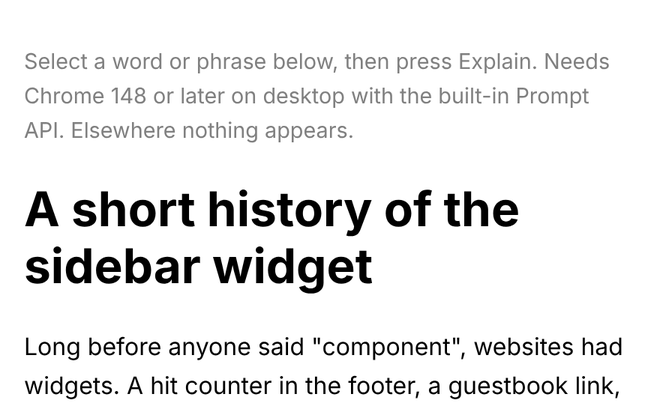 Select a word or phrase below, then press Explain. Needs
Chrome 148 or later on desktop with the built-in Prompt
API. Elsewhere nothing appears.
A short history of the
sidebar widget
Long before anyone said "component", websites had
widgets. A hit counter in the footer, a guestbook link,